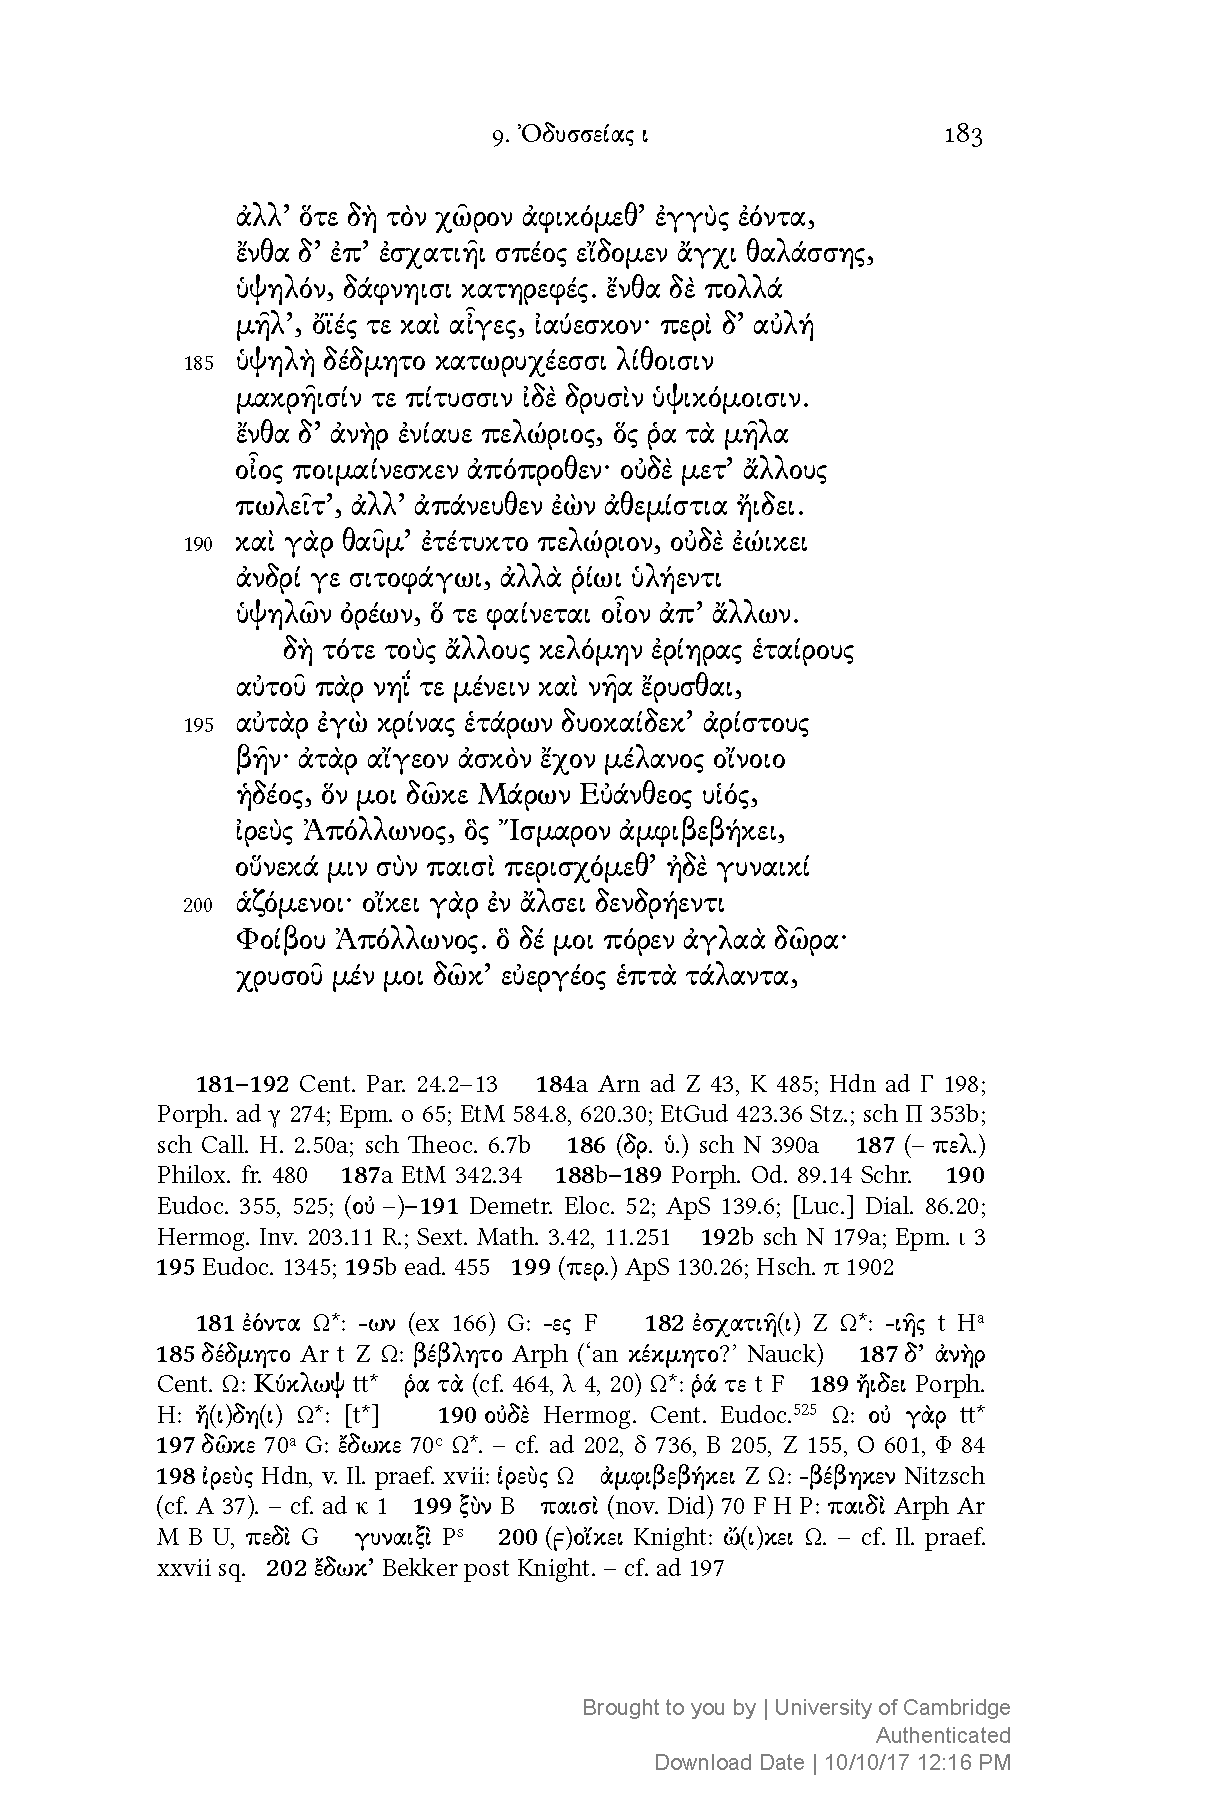 9. Ὀδυσσείας ι 183
ἀλλ’ ὅτε δὴ τὸν χῶρον ἀφικόμεθ’ ἐγγὺς ἐόντα,
ἔνθα δ’ ἐπ’ ἐσχατιῆι σπέος εἴδομεν ἄγχι θαλάσσης,
ὑψηλόν, δάφνηισι κατηρεφές. ἔνθα δὲ πολλά
μῆλ’, ὄϊές τε καὶ αἶγες, ἰαύεσκον· περὶ δ’ αὐλή
185 ὑψηλὴ δέδμητο κατωρυχέεσσι λίθοισιν
μακρῆισίν τε πίτυσσιν ἰδὲ δρυσὶν ὑψικόμοισιν.
ἔνθα δ’ ἀνὴρ ἐνίαυε πελώριος, ὅς ῥα τὰ μῆλα
οἶος ποιμαίνεσκεν ἀπόπροθεν· οὐδὲ μετ’ ἄλλους
πωλεῖτ’, ἀλλ’ ἀπάνευθεν ἐὼν ἀθεμίστια ἤιδει.
190 καὶ γὰρ θαῦμ’ ἐτέτυκτο πελώριον, οὐδὲ ἐώικει
ἀνδρί γε σιτοφάγωι, ἀλλὰ ῥίωι ὑλήεντι
ὑψηλῶν ὀρέων, ὅ τε φαίνεται οἶον ἀπ’ ἄλλων.
δὴ τότε τοὺς ἄλλους κελόμην ἐρίηρας ἑταίρους
αὐτοῦ πὰρ νηΐ τε μένειν καὶ νῆα ἔρυσθαι,
195 αὐτὰρ ἐγὼ κρίνας ἑτάρων δυοκαίδεκ’ ἀρίστους
βῆν· ἀτὰρ αἴγεον ἀσκὸν ἔχον μέλανος οἴνοιο
ἡδέος, ὅν μοι δῶκε Μάρων Εὐάνθεος υἱός,
ἰρεὺς Ἀπόλλωνος, ὃς Ἴσμαρον ἀμφιβεβήκει,
οὕνεκά μιν σὺν παισὶ περισχόμεθ’ ἠδὲ γυναικί
200 ἁζόμενοι· οἴκει γὰρ ἐν ἄλσει δενδρήεντι
Φοίβου Ἀπόλλωνος. ὃ δέ μοι πόρεν ἀγλαὰ δῶρα·
χρυσοῦ μέν μοι δῶκ’ εὐεργέος ἑπτὰ τάλαντα,
181–192 Cent. Par. 24.2–13 184a Arn ad Z 43, K 485; Hdn ad Γ 198;
Porph. ad γ 274; Epm. ο 65; EtM 584.8, 620.30; EtGud 423.36 Stz.; sch Π 353b;
sch Call. H. 2.50a; sch Theoc. 6.7b 186 (δρ. ὑ.) sch N 390a 187 (– πελ.)
Philox. fr. 480 187a EtM 342.34 188b–189 Porph. Od. 89.14 Schr. 190
Eudoc. 355, 525; (οὐ –)–191 Demetr. Eloc. 52; ApS 139.6; [Luc.] Dial. 86.20;
Hermog. Inv. 203.11 R.; Sext. Math. 3.42, 11.251 192b sch N 179a; Epm. ι 3
195 Eudoc. 1345; 195b ead. 455 199 (περ.) ApS 130.26; Hsch. π 1902
181 ἐόντα Ω*: -ων (ex 166) G: -ες F 182 ἐσχατιῆ(ι) Z Ω*: -ιῆς t Hᵃ
185 δέδμητο Ar t Z Ω: βέβλητο Arph (‘an κέκμητο?’ Nauck) 187 δ’ ἀνὴρ
Cent. Ω: Κύκλωψ tt* ῥα τὰ (cf. 464, λ 4, 20) Ω*: ῥά τε t F 189 ἤιδει Porph.
H: ἤ(ι)δη(ι) Ω*: [t*] 190 οὐδὲ Hermog. Cent. Eudoc.⁵²⁵ Ω: οὐ γὰρ tt*
197 δῶκε 70ᵃ G: ἔδωκε 70ᶜ Ω*. – cf. ad 202, δ 736, B 205, Z 155, O 601, Φ 84
198 ἰρεὺς Hdn, v. Il. praef. xvii: ἱρεὺς Ω ἀμφιβεβήκει Z Ω: -βέβηκεν Nitzsch
(cf. A 37). – cf. ad κ 1 199 ξὺν B παισὶ (nov. Did) 70 F H P: παιδὶ Arph Ar
M B U, πεδὶ G γυναιξὶ Pˢ 200 (ϝ)οἴκει Knight: ᾤ(ι)κει Ω. – cf. Il. praef.
xxvii sq. 202 ἔδωκ’ Bekker post Knight. – cf. ad 197
Brought to you by | University of Cambridge
Authenticated
Download Date | 10/10/17 12:16 PM